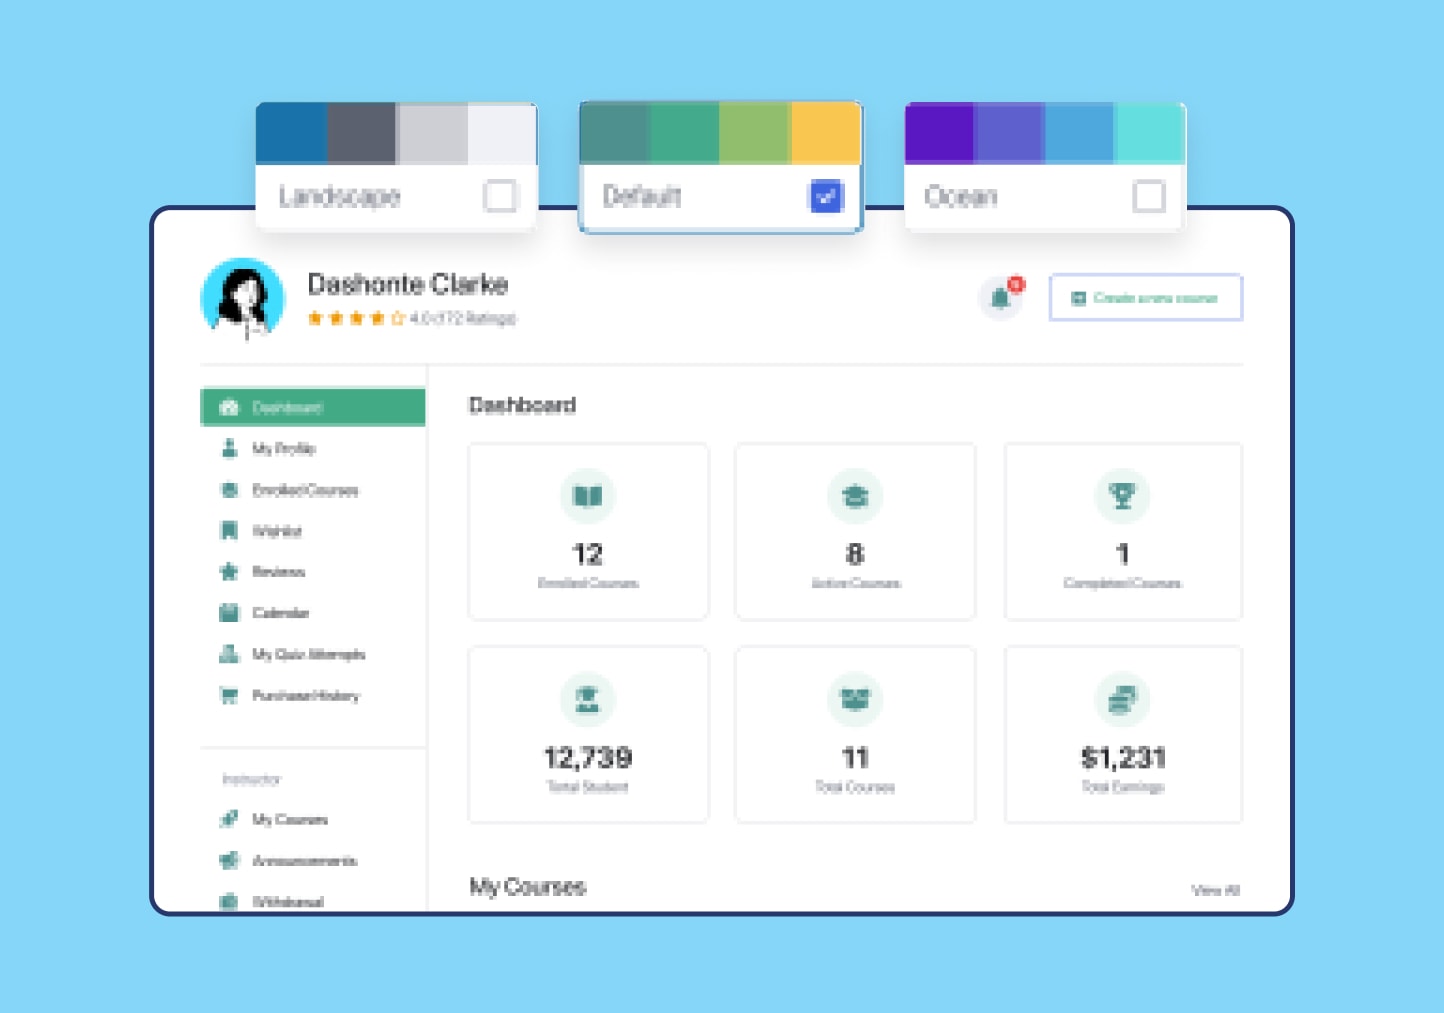 Landscape
Default
Ocean
Dashonte Clarke
4.0 (172 Ratings)
Create a new course
Dashboard
My Profile
Enrolled Courses
Wishlist
Reviews
Calendar
My Quiz Attempts
Purchase History
Instructor
My Courses
Announcements
Withdrawal
Dashboard
12
Enrolled Courses
8
Active Courses
1
Completed Courses
12,739
Total Student
11
Total Courses
$1,231
Total Earnings
My Courses
View All